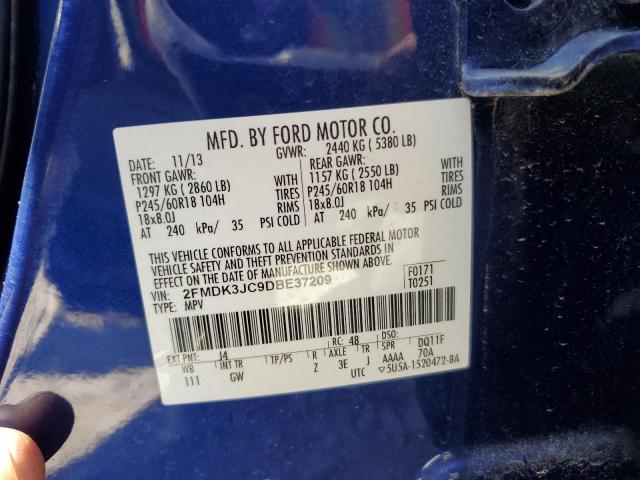 MFD. BY FORD MOTOR CO.
DATE: 11/13 GVWR: 2440 KG ( 5380 LB)
FRONT GAWR: REAR GAWR:
1297 KG ( 2860 LB) WITH 1157 KG ( 2550 LB) WITH
P245/60R18 104H TIRES P245/60R18 104H TIRES
18x8.0J RIMS 18x8.0J RIMS
AT 240 kPa/ 35 PSI COLD AT 240 kPa/ 35 PSI COLD
THIS VEHICLE CONFORMS TO ALL APPLICABLE FEDERAL MOTOR
VEHICLE SAFETY AND THEFT PREVENTION STANDARDS IN
EFFECT ON THE DATE OF MANUFACTURE SHOWN ABOVE.
VIN: 2FMDK3JC9DBE37209 F0171
TYPE: MPV T0251
EXT PNT: J4 RC: 48 DSO:
WB INT TR TP/PS R AXLE TR SPR DQ11F
111 GW Z 3E J AAAA 70A
UTC ▽5U5A-1520472-BA